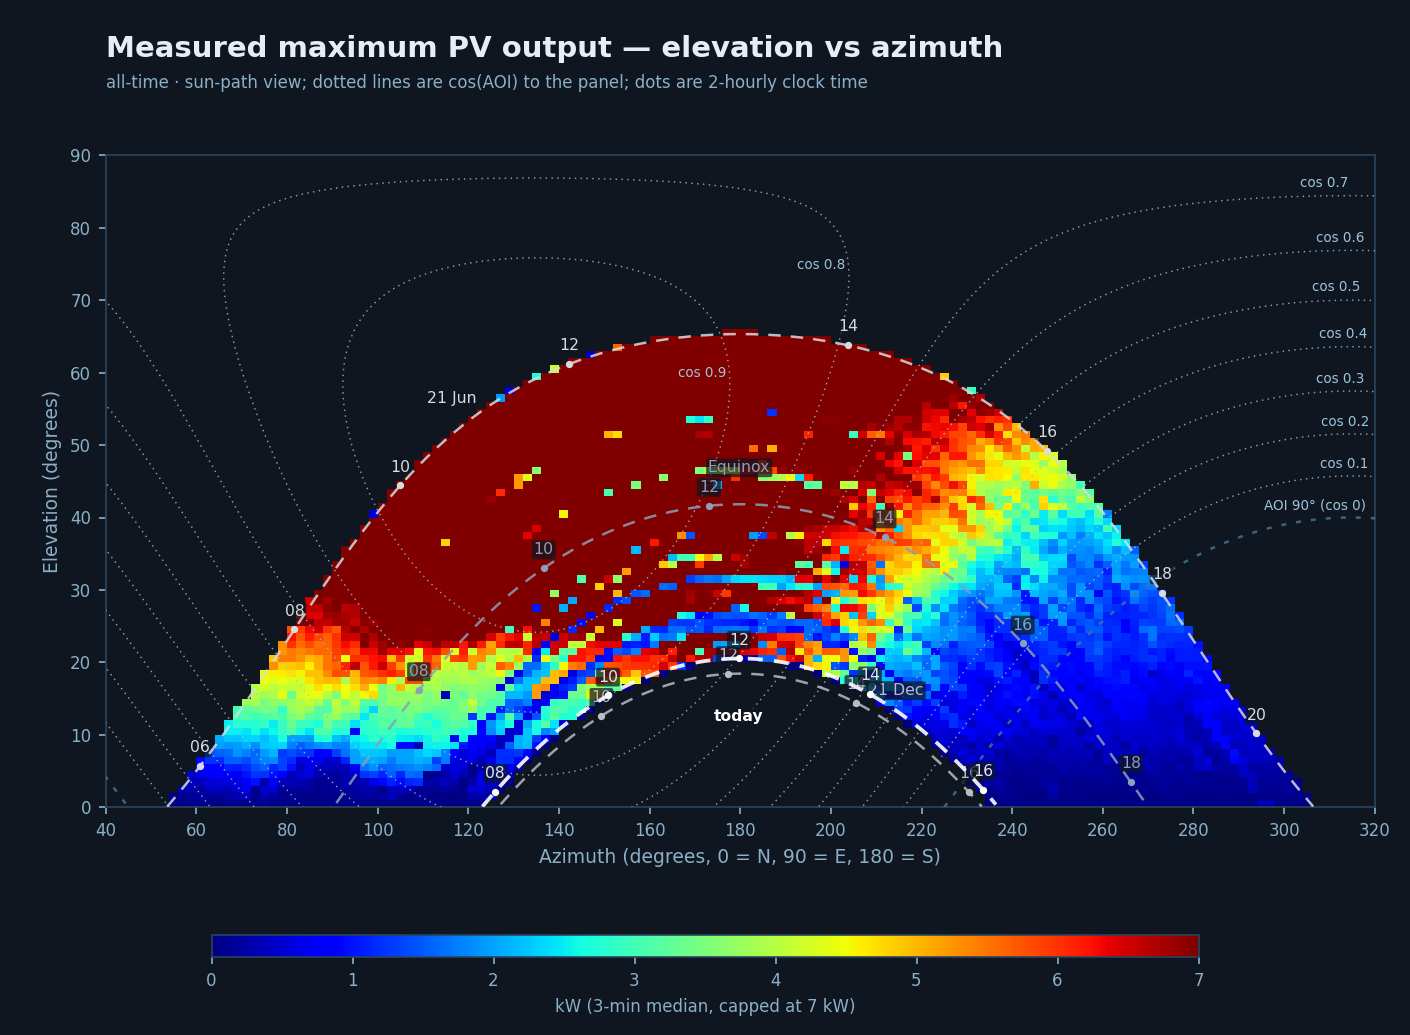 Measured maximum PV output — elevation vs azimuth
all-time · sun-path view; dotted lines are cos(AOI) to the panel; dots are 2-hourly clock time
90
80
70
60
50
40
30
20
10
0
Elevation (degrees)
cos 0.7
cos 0.6
cos 0.8
cos 0.5
cos 0.4
cos 0.9
cos 0.3
cos 0.2
cos 0.1
AOI 90° (cos 0)
12
14
21 Jun
16
10
08
18
06
20
Equinox
12
14
10
08
16
18
12
12
10
10
14
21 Dec
today
08
16
40
60
80
100
120
140
160
180
200
220
240
260
280
300
320
Azimuth (degrees, 0 = N, 90 = E, 180 = S)
0
1
2
3
4
5
6
7
kW (3-min median, capped at 7 kW)